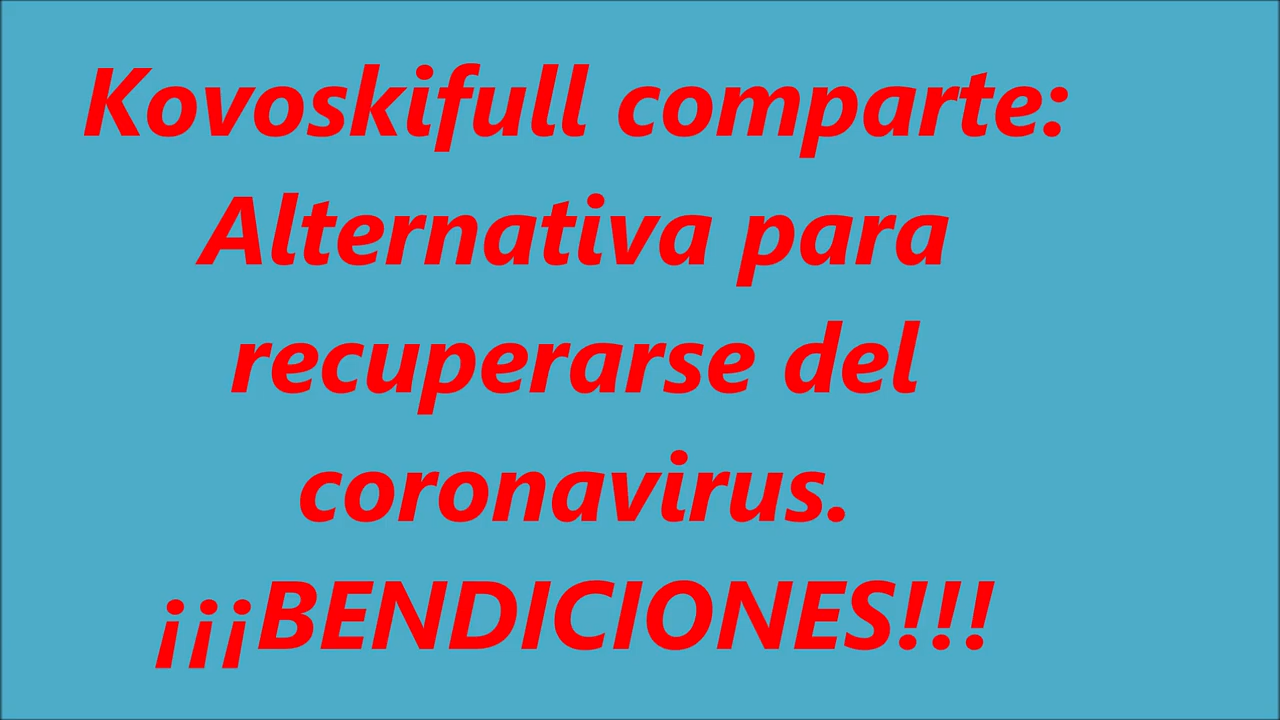 Kovoskifull comparte:
Alternativa para
recuperarse del
coronavirus.
¡¡¡BENDICIONES!!!